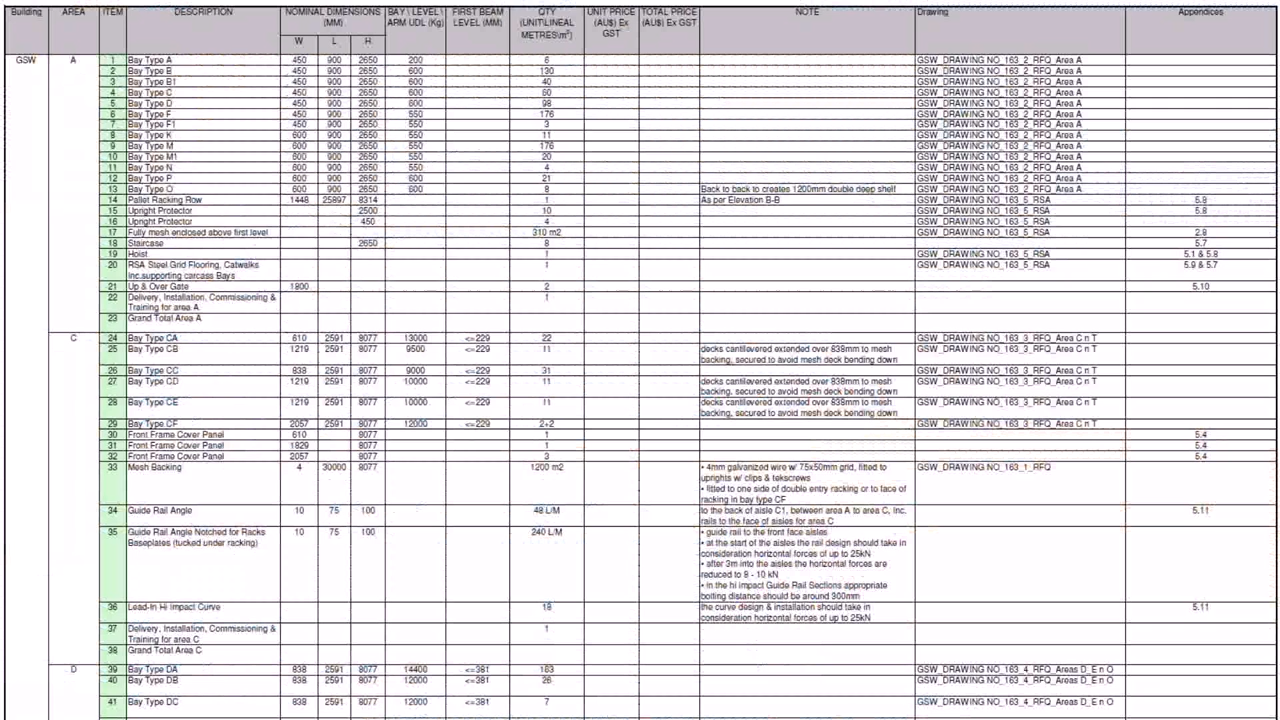 Building AREA ITEM DESCRIPTION NOMINAL DIMENSIONS (MM) BAY \ LEVEL \ ARM UDL (Kg) FIRST BEAM LEVEL (MM) QTY (UNIT\LINEAL METRES\m²) UNIT PRICE (AU$) Ex GST TOTAL PRICE (AU$) Ex GST NOTE Drawing Appendices
W L H
GSW A 1 Bay Type A 450 900 2650 200 6 GSW_DRAWING NO_163_2_RFQ_Area A
2 Bay Type B 450 900 2650 600 130 GSW_DRAWING NO_163_2_RFQ_Area A
3 Bay Type B1 450 900 2650 600 40 GSW_DRAWING NO_163_2_RFQ_Area A
4 Bay Type C 450 900 2650 600 60 GSW_DRAWING NO_163_2_RFQ_Area A
5 Bay Type D 450 900 2650 600 98 GSW_DRAWING NO_163_2_RFQ_Area A
6 Bay Type F 450 900 2650 550 176 GSW_DRAWING NO_163_2_RFQ_Area A
7 Bay Type F1 450 900 2650 550 3 GSW_DRAWING NO_163_2_RFQ_Area A
8 Bay Type K 600 900 2650 550 11 GSW_DRAWING NO_163_2_RFQ_Area A
9 Bay Type M 600 900 2650 550 176 GSW_DRAWING NO_163_2_RFQ_Area A
10 Bay Type M1 600 900 2650 550 20 GSW_DRAWING NO_163_2_RFQ_Area A
11 Bay Type N 600 900 2650 550 4 GSW_DRAWING NO_163_2_RFQ_Area A
12 Bay Type P 600 900 2650 600 21 GSW_DRAWING NO_163_2_RFQ_Area A
13 Bay Type O 600 900 2650 600 8 Back to back to creates 1200mm double deep shelf GSW_DRAWING NO_163_2_RFQ_Area A
14 Pallet Racking Row 1448 25897 8314 1 As per Elevation B-B GSW_DRAWING NO_163_5_RSA 5.8
15 Upright Protector 2500 10 GSW_DRAWING NO_163_5_RSA 5.8
16 Upright Protector 450 4 GSW_DRAWING NO_163_5_RSA
17 Fully mesh enclosed above first level 310 m2 GSW_DRAWING NO_163_5_RSA 2.8
18 Staircase 2650 8 5.7
19 Hoist 1 GSW_DRAWING NO_163_5_RSA 5.1 & 5.8
20 RSA Steel Grid Flooring, Catwalks 1 GSW_DRAWING NO_163_5_RSA 5.9 & 5.7
Inc.supporting carcass Bays
21 Up & Over Gate 1800 2 5.10
22 Delivery, Installation, Commissioning & 1
Training for area A
23 Grand Total Area A
C 24 Bay Type CA 610 2591 8077 13000 <=229 22 GSW_DRAWING NO_163_3_RFQ_Area C n T
25 Bay Type CB 1219 2591 8077 9500 <=229 11 decks cantilievered extended over 838mm to mesh GSW_DRAWING NO_163_3_RFQ_Area C n T
backing, secured to avoid mesh deck bending down
26 Bay Type CC 838 2591 8077 9000 <=229 31 GSW_DRAWING NO_163_3_RFQ_Area C n T
27 Bay Type CD 1219 2591 8077 10000 <=229 11 decks cantilievered extended over 838mm to mesh GSW_DRAWING NO_163_3_RFQ_Area C n T
backing, secured to avoid mesh deck bending down
28 Bay Type CE 1219 2591 8077 10000 <=229 11 decks cantilievered extended over 838mm to mesh GSW_DRAWING NO_163_3_RFQ_Area C n T
backing, secured to avoid mesh deck bending down
29 Bay Type CF 2057 2591 8077 12000 <=229 2+2 GSW_DRAWING NO_163_3_RFQ_Area C n T
30 Front Frame Cover Panel 610 8077 1 5.4
31 Front Frame Cover Panel 1829 8077 1 5.4
32 Front Frame Cover Panel 2057 8077 3 5.4
33 Mesh Backing 4 30000 8077 1200 m2 • 4mm galvanized wire w/ 75x50mm grid, fitted to GSW_DRAWING NO_163_1_RFQ
uprights w/ clips & tekscrews
• fitted to one side of double entry racking or to face of
racking in bay type CF
34 Guide Rail Angle 10 75 100 48 L/M to the back of aisle C1, between area A to area C, Inc. 5.11
rails to the face of aisles for area C
35 Guide Rail Angle Notched for Racks 10 75 100 240 L/M • guide rail to the front face aisles
Baseplates (tucked under racking) • at the start of the aisles the rail design should take in
consideration horizontal forces of up to 25kN
• after 3m into the aisles the horizontal forces are
reduced to 8 - 10 kN
• in the hi impact Guide Rail Sections appropriate
bolting distance should be around 300mm
36 Lead-In Hi Impact Curve 18 the curve design & installation should take in 5.11
consideration horizontal forces of up to 25kN
37 Delivery, Installation, Commissioning & 1
Training for area C
38 Grand Total Area C
D 39 Bay Type DA 838 2591 8077 14400 <=381 163 GSW_DRAWING NO_163_4_RFQ_Areas D_E n O
40 Bay Type DB 838 2591 8077 12000 <=381 26 GSW_DRAWING NO_163_4_RFQ_Areas D_E n O
41 Bay Type DC 838 2591 8077 12000 <=381 7 GSW_DRAWING NO_163_4_RFQ_Areas D_E n O